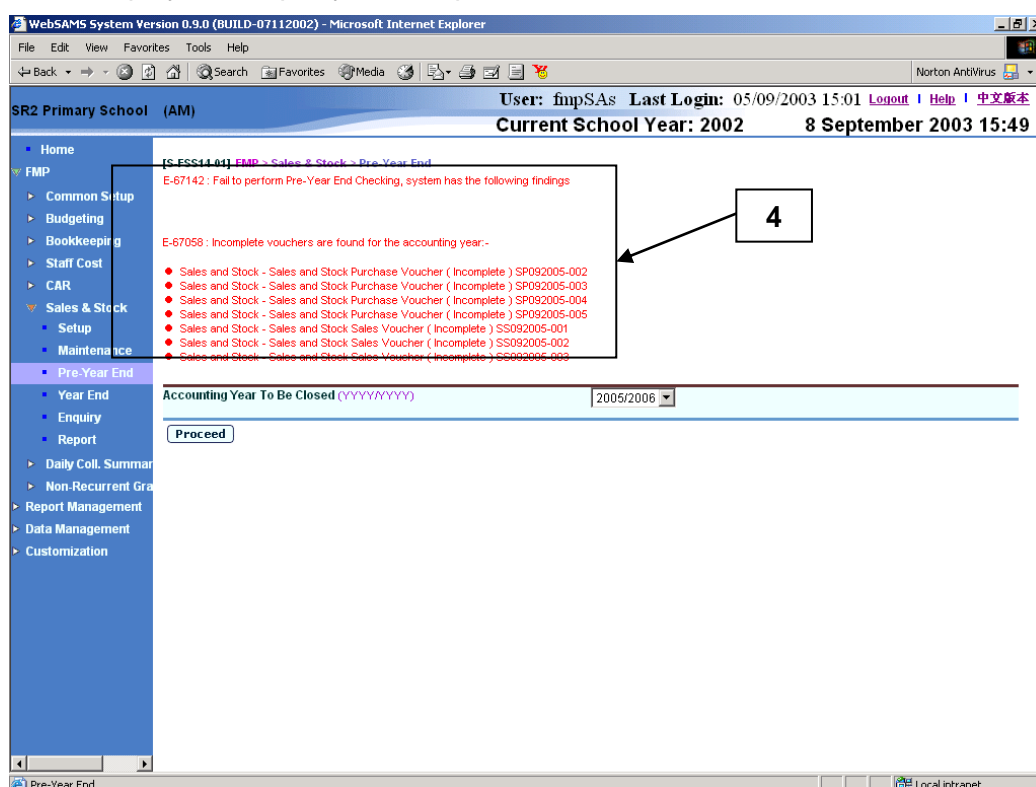 WebSAMS System Version 0.9.0 (BUILD-07112002) - Microsoft Internet Explorer
File Edit View Favorites Tools Help
Back Search Favorites Media Norton AntiVirus
SR2 Primary School (AM)
User: fmpSAs Last Login: 05/09/2003 15:01 Logout | Help | 中文版本
Current School Year: 2002 8 September 2003 15:49
Home
FMP
Common Setup
Budgeting
Bookkeeping
Staff Cost
CAR
Sales & Stock
Setup
Maintenance
Pre-Year End
Year End
Enquiry
Report
Daily Coll. Summar
Non-Recurrent Gra
Report Management
Data Management
Customization
[S-FSS14-01] FMP > Sales & Stock > Pre-Year End
E-67142 : Fail to perform Pre-Year End Checking, system has the following findings
4
E-67058 : Incomplete vouchers are found for the accounting year:-
Sales and Stock - Sales and Stock Purchase Voucher ( Incomplete ) SP092005-002
Sales and Stock - Sales and Stock Purchase Voucher ( Incomplete ) SP092005-003
Sales and Stock - Sales and Stock Purchase Voucher ( Incomplete ) SP092005-004
Sales and Stock - Sales and Stock Purchase Voucher ( Incomplete ) SP092005-005
Sales and Stock - Sales and Stock Sales Voucher ( Incomplete ) SS092005-001
Sales and Stock - Sales and Stock Sales Voucher ( Incomplete ) SS092005-002
Sales and Stock - Sales and Stock Sales Voucher ( Incomplete ) SS092005-003
Accounting Year To Be Closed (YYYY/YYYY) 2005/2006
Proceed
Pre-Year End Local intranet